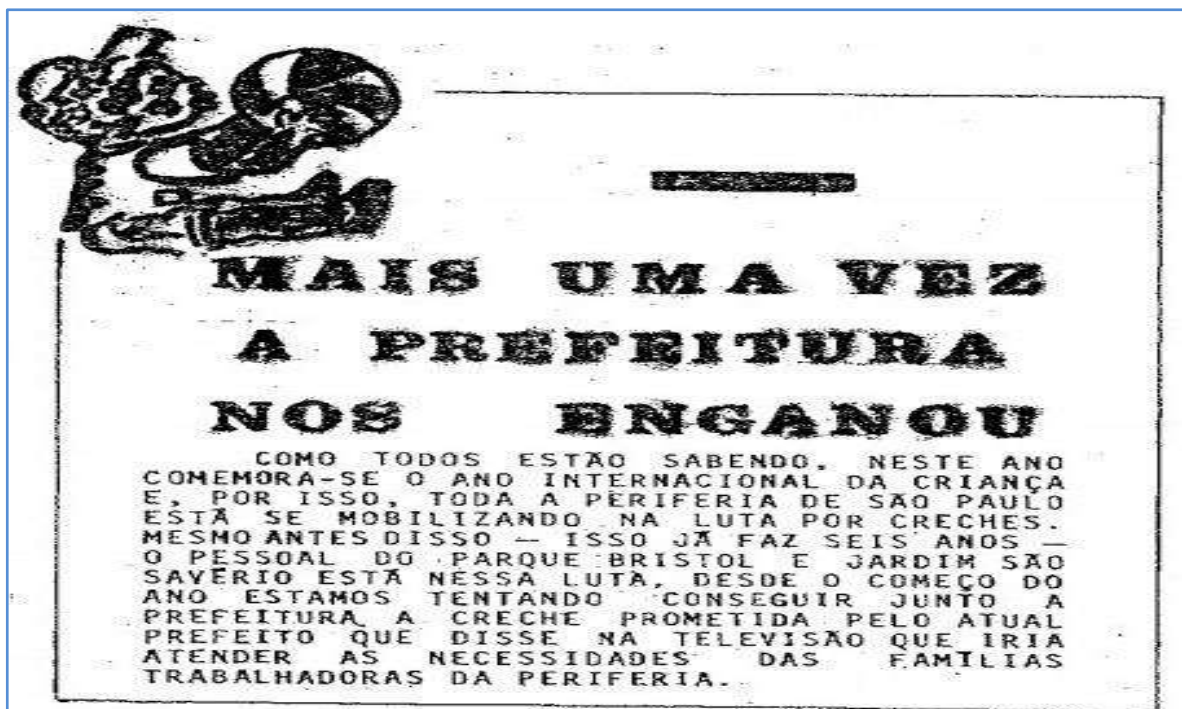 MAIS UMA VEZ
A PREFEITURA
NOS ENGANOU
COMO TODOS ESTÃO SABENDO, NESTE ANO
COMEMORA-SE O ANO INTERNACIONAL DA CRIANÇA
E, POR ISSO, TODA A PERIFERIA DE SÃO PAULO
ESTÁ SE MOBILIZANDO NA LUTA POR CRECHES.
MESMO ANTES DISSO — ISSO JÁ FAZ SEIS ANOS —
O PESSOAL DO PARQUE BRISTOL E JARDIM SÃO
SAVÉRIO ESTÁ NESSA LUTA, DESDE O COMEÇO DO
ANO ESTAMOS TENTANDO CONSEGUIR JUNTO A
PREFEITURA A CRECHE PROMETIDA PELO ATUAL
PREFEITO QUE DISSE NA TELEVISÃO QUE IRIA
ATENDER AS NECESSIDADES DAS FAMÍLIAS
TRABALHADORAS DA PERIFERIA.